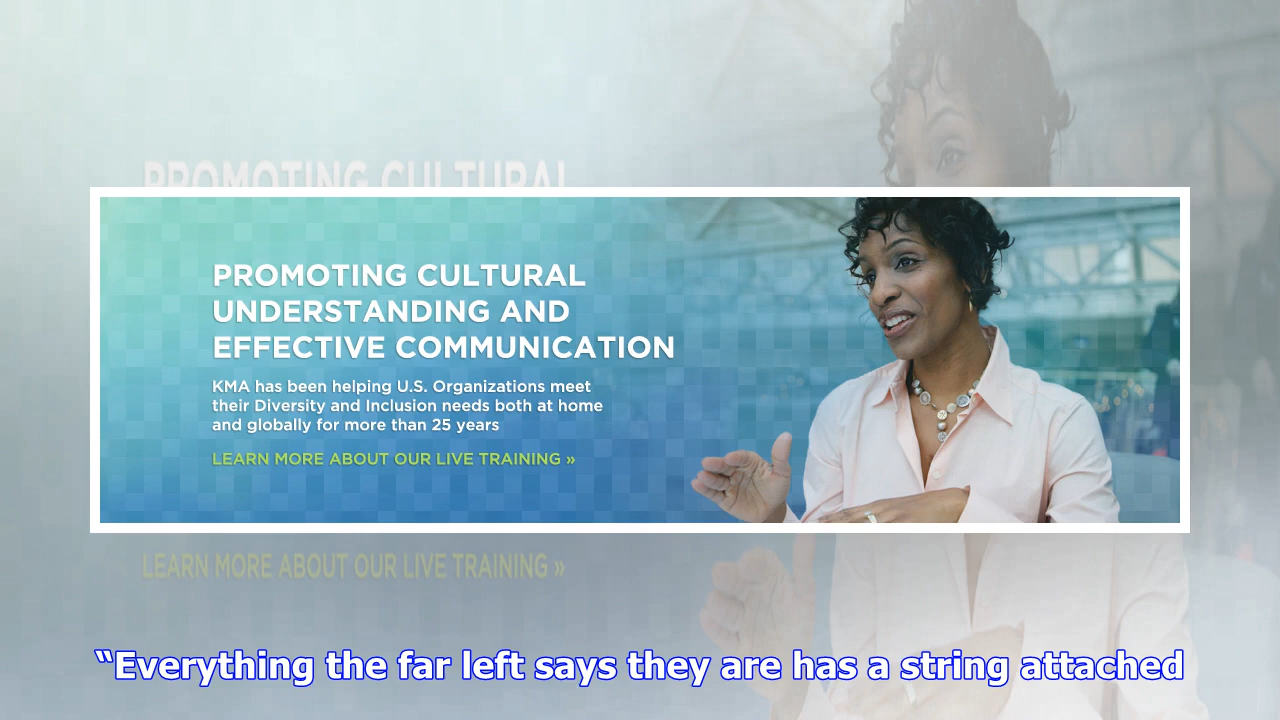 PROMOTING CULTURAL
PROMOTING CULTURAL
UNDERSTANDING AND
EFFECTIVE COMMUNICATION
KMA has been helping U.S. Organizations meet
their Diversity and Inclusion needs both at home
and globally for more than 25 years
LEARN MORE ABOUT OUR LIVE TRAINING »
LEARN MORE ABOUT OUR LIVE TRAINING »
“Everything the far left says they are has a string attached